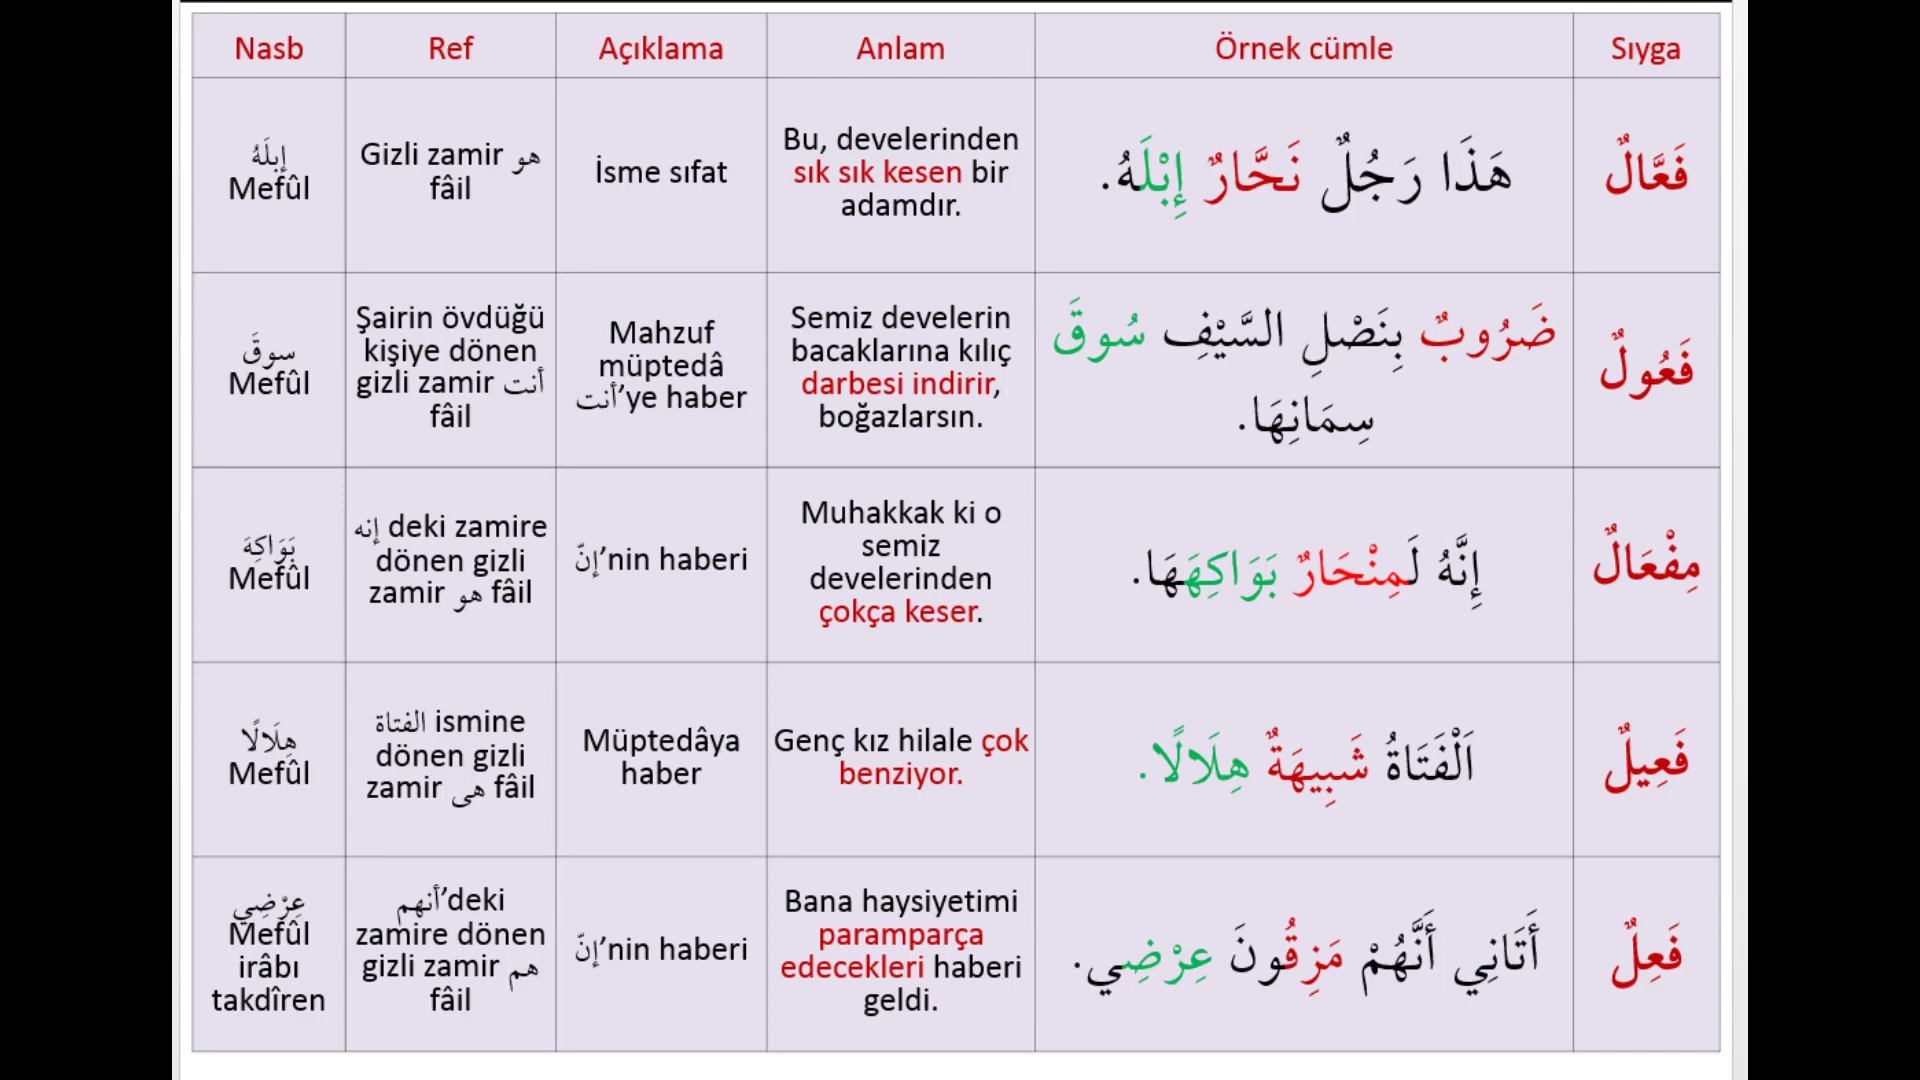 Nasb Ref Açıklama Anlam Örnek cümle Sıyga
إِبِلَهُ
Mefûl
Gizli zamir هو
fâil
İsme sıfat
Bu, develerinden
sık sık kesen bir
adamdır.
هَذَا رَجُلٌ نَحَّارٌ إِبْلَهُ.
فَعَّالٌ
سوقَ
Mefûl
Şairin övdüğü
kişiye dönen
gizli zamir أنت
fâil
Mahzuf
müptedâ
أنت’ye haber
Semiz develerin
bacaklarına kılıç
darbesi indirir,
boğazlarsın.
ضَرُوبٌ بِنَصْلِ السَّيْفِ سُوقَ
سِمَانِهَا.
فَعُولٌ
بَوَاكِهَ
Mefûl
إنه deki zamire
dönen gizli
zamir هو fâil
إنّ’nin haberi
Muhakkak ki o
semiz
develerinden
çokça keser.
إِنَّهُ لَمِنْحَارٌ بَوَاكِهَهَا.
مِفْعَالٌ
هِلَالًا
Mefûl
الفتاة ismine
dönen gizli
zamir هى fâil
Müptedâya
haber
Genç kız hilale çok
benziyor.
اَلْفَتَاةُ شَبِيهَةٌ هِلَالًا.
فَعِيلٌ
عِرْضِي
Mefûl
irâbı
takdîren
أنهم’deki
zamire dönen
gizli zamir هم
fâil
إنّ’nin haberi
Bana haysiyetimi
paramparça
edecekleri haberi
geldi.
أَتَانِي أَنَّهُمْ مَزِقُونَ عِرْضِي.
فَعِلٌ